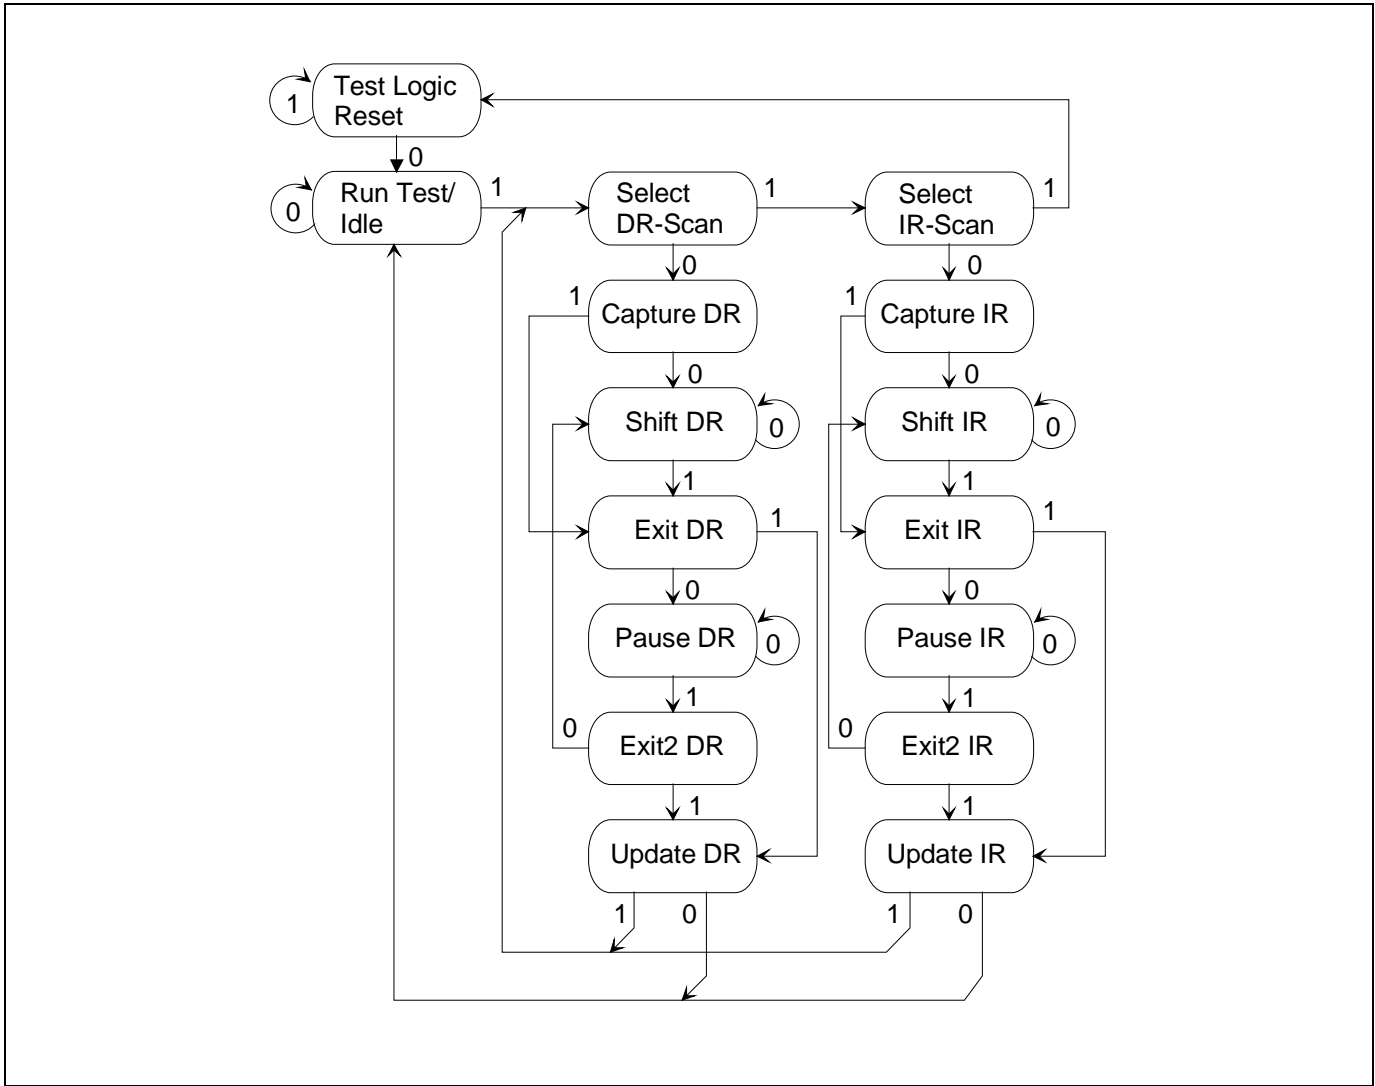 Test Logic
Reset
1
0
Run Test/
Idle
0
1
Select
DR-Scan
1
Select
IR-Scan
1
0
0
1
Capture DR
1
Capture IR
0
0
Shift DR
0
Shift IR
0
1
1
Exit DR
1
Exit IR
1
0
0
Pause DR
0
Pause IR
0
1
1
0
Exit2 DR
0
Exit2 IR
1
1
Update DR
Update IR
1
0
1
0